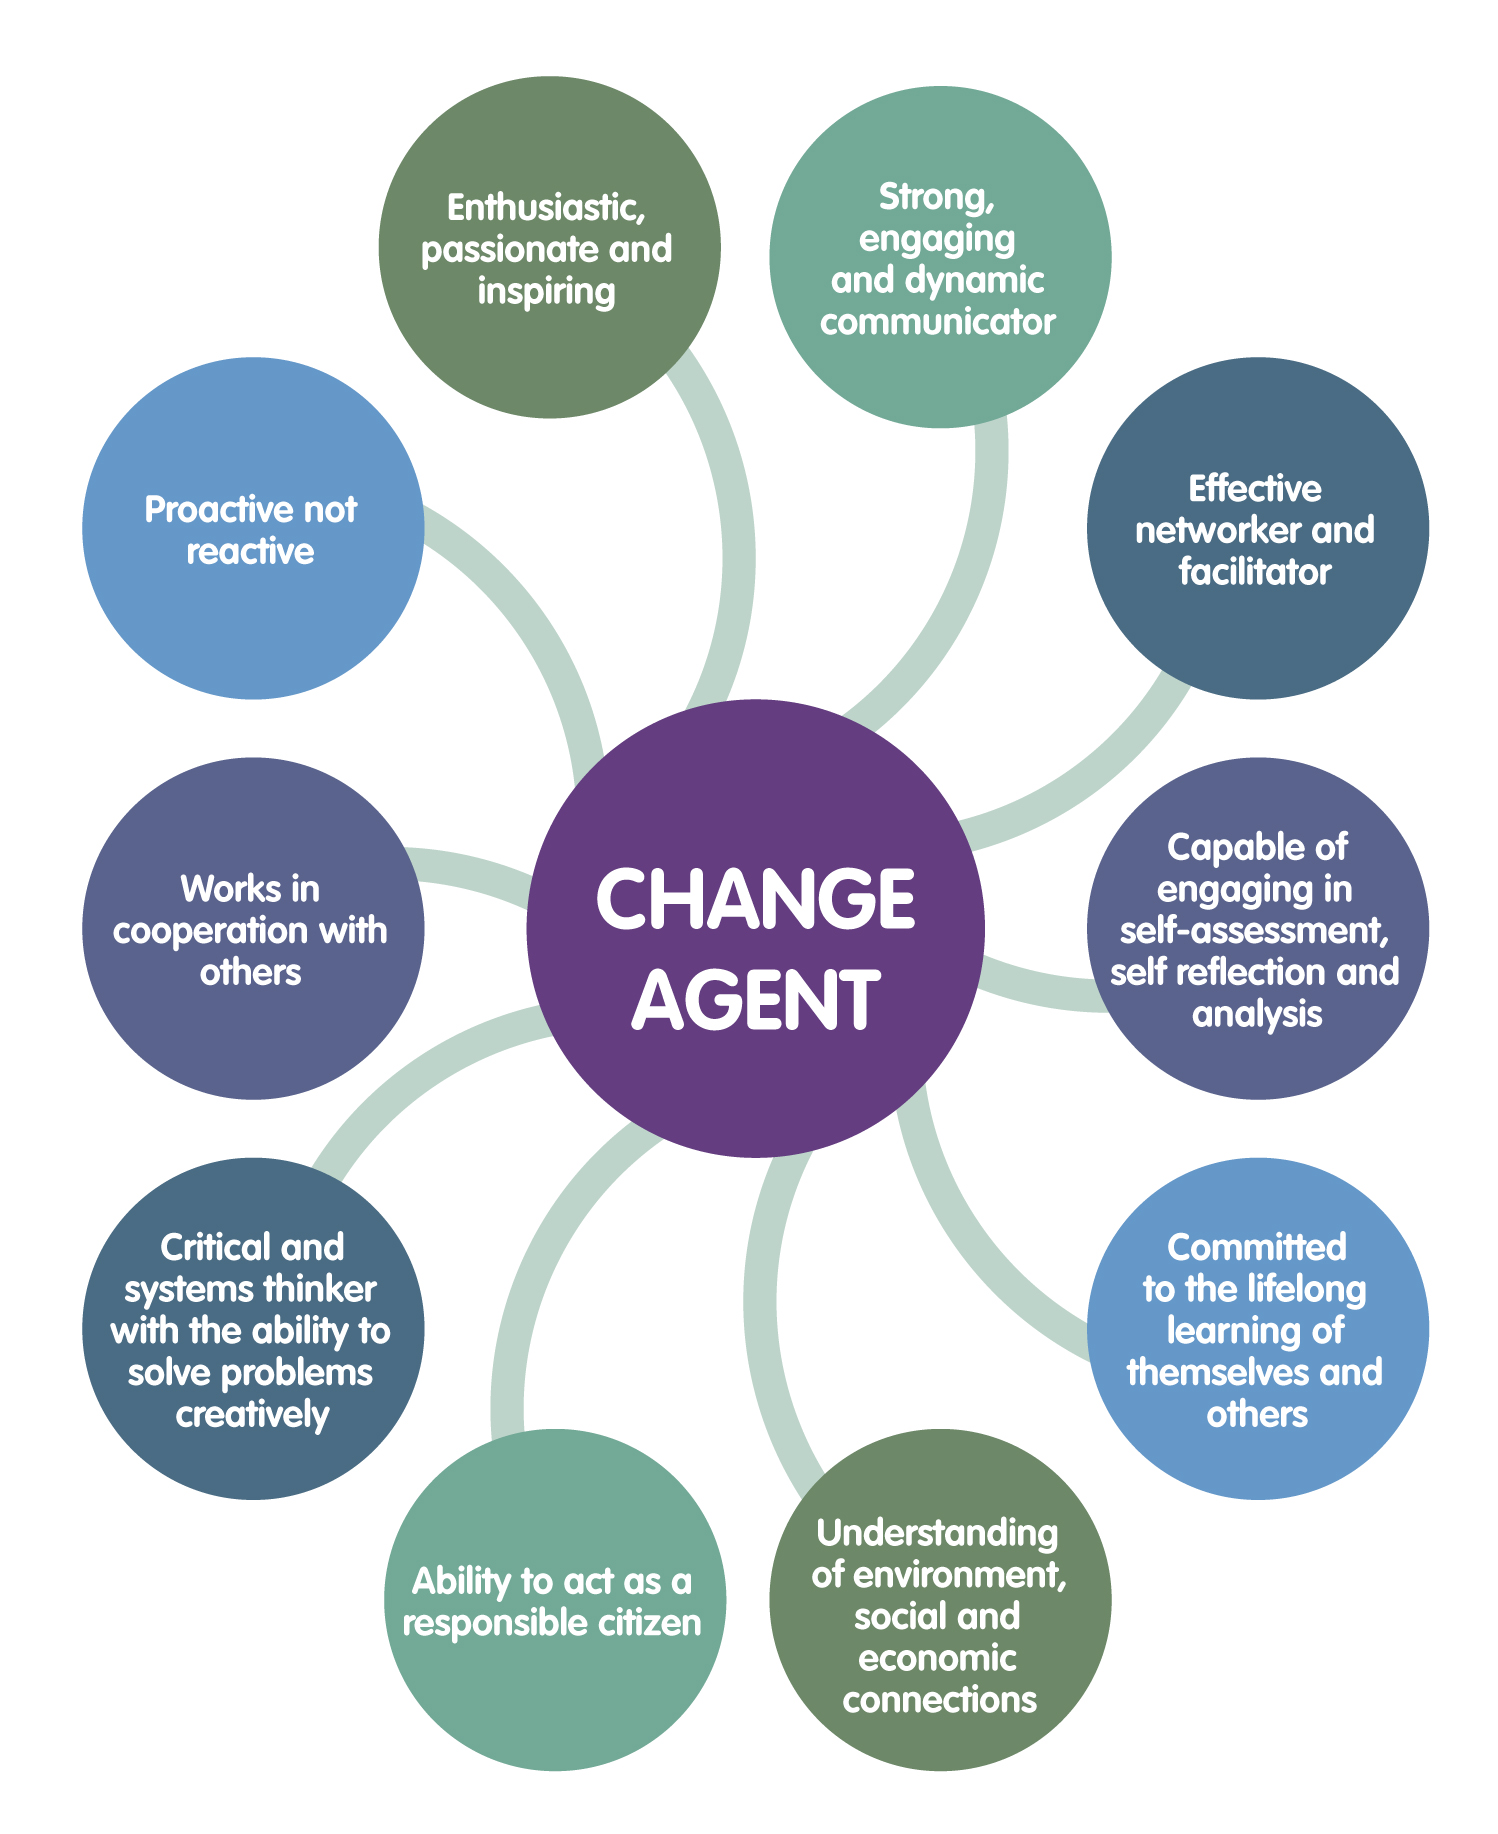 Enthusiastic,
passionate and
inspiring
Strong,
engaging
and dynamic
communicator
Effective
networker and
facilitator
Capable of
engaging in
self-assessment,
self reflection and
analysis
Committed
to the lifelong
learning of
themselves and
others
Understanding
of environment,
social and
economic
connections
Ability to act as a
responsible citizen
Critical and
systems thinker
with the ability to
solve problems
creatively
Works in
cooperation with
others
Proactive not
reactive
CHANGE
AGENT